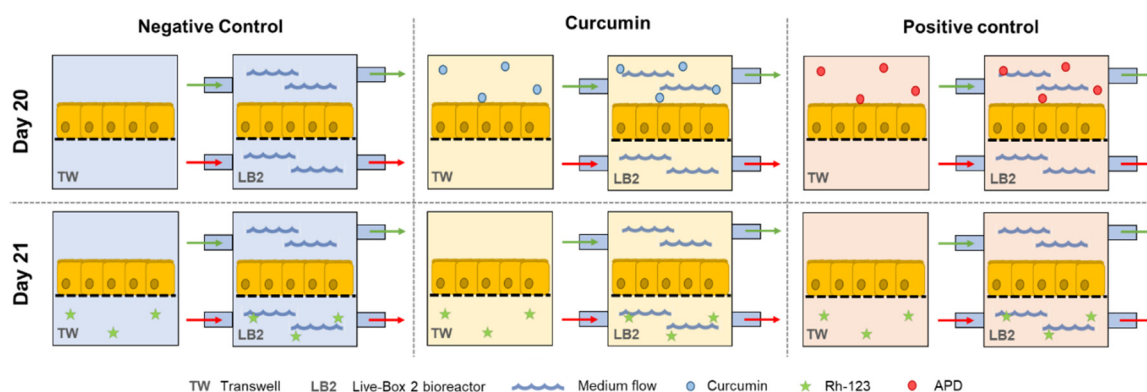 Negative Control
Curcumin
Positive control
Day 20
TW
LB2
TW
LB2
TW
LB2
Day 21
TW
LB2
TW
LB2
TW
LB2
TW Transwell LB2 Live-Box 2 bioreactor Medium flow Curcumin Rh-123 APD